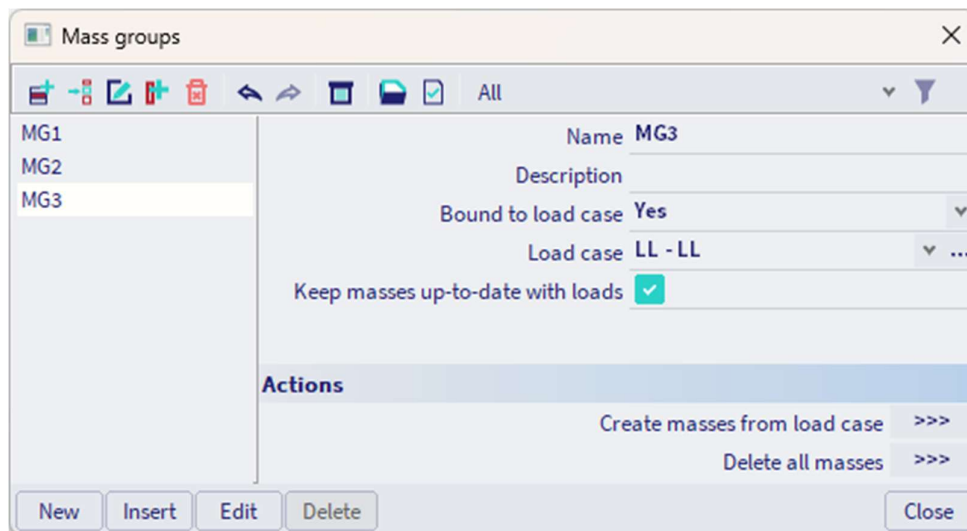 Mass groups
All
MG1
MG2
MG3
Name MG3
Description
Bound to load case Yes
Load case LL - LL ...
Keep masses up-to-date with loads
Actions
Create masses from load case >>>
Delete all masses >>>
New Insert Edit Delete Close